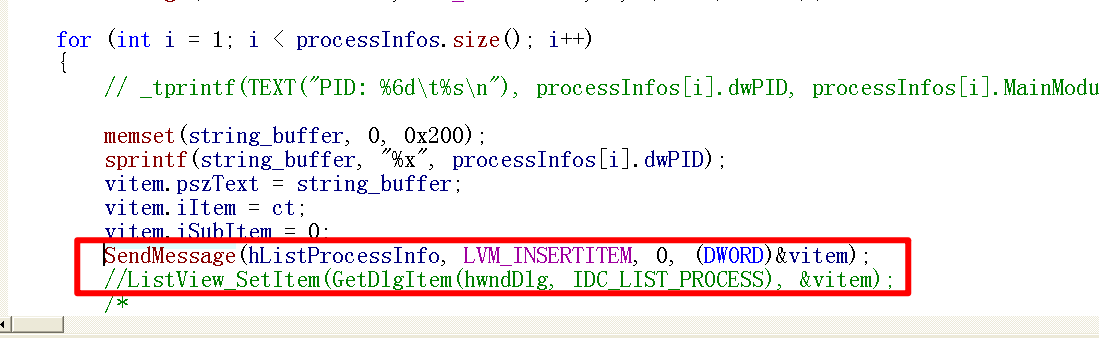 for (int i = 1; i < processInfos.size(); i++)
{
// _tprintf(TEXT("PID: %6d\t%s\n"), processInfos[i].dwPID, processInfos[i].MainModu
memset(string_buffer, 0, 0x200);
sprintf(string_buffer, "%x", processInfos[i].dwPID);
vitem.pszText = string_buffer;
vitem.iItem = ct;
vitem.iSubItem = 0;
SendMessage(hListProcessInfo, LVM_INSERTITEM, 0, (DWORD)&vitem);
//ListView_SetItem(GetDlgItem(hwndDlg, IDC_LIST_PROCESS), &vitem);
/*